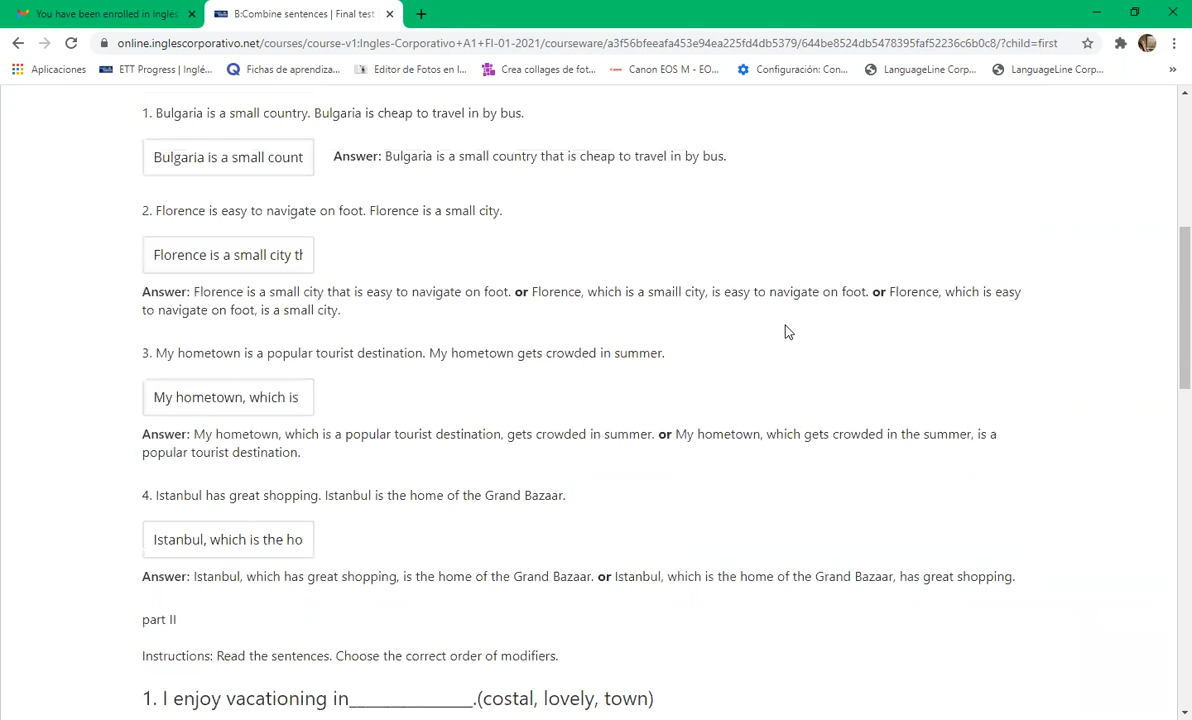 You have been enrolled in Inglés
B:Combine sentences | Final test
online.inglescorporativo.net/courses/course-v1:Ingles-Corporativo+A1+FI-01-2021/courseware/a3f56bfeeafa453e94ea225fd4db5379/644be8524db5478395faf52236c6b0c8/?child=first
Aplicaciones ETT Progress | Inglé... Fichas de aprendiza... Editor de Fotos en l... Crea collages de fot... Canon EOS M - EO... Configuración: Con... LanguageLine Corp... LanguageLine Corp... »
1. Bulgaria is a small country. Bulgaria is cheap to travel in by bus.
Bulgaria is a small count Answer: Bulgaria is a small country that is cheap to travel in by bus.
2. Florence is easy to navigate on foot. Florence is a small city.
Florence is a small city th
Answer: Florence is a small city that is easy to navigate on foot. or Florence, which is a smaill city, is easy to navigate on foot. or Florence, which is easy
to navigate on foot, is a small city.
3. My hometown is a popular tourist destination. My hometown gets crowded in summer.
My hometown, which is
Answer: My hometown, which is a popular tourist destination, gets crowded in summer. or My hometown, which gets crowded in the summer, is a
popular tourist destination.
4. Istanbul has great shopping. Istanbul is the home of the Grand Bazaar.
Istanbul, which is the ho
Answer: Istanbul, which has great shopping, is the home of the Grand Bazaar. or Istanbul, which is the home of the Grand Bazaar, has great shopping.
part II
Instructions: Read the sentences. Choose the correct order of modifiers.
1. I enjoy vacationing in_____________.(costal, lovely, town)